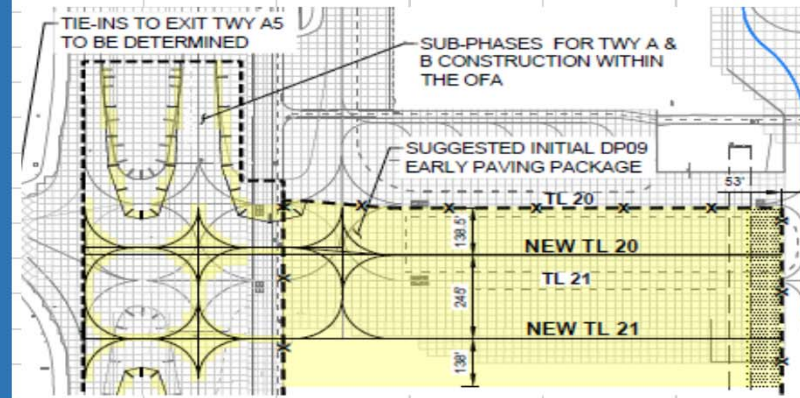 TIE-INS TO EXIT TWY A5
TO BE DETERMINED
SUB-PHASES FOR TWY A &
B CONSTRUCTION WITHIN
THE OFA
SUGGESTED INITIAL DP09
EARLY PAVING PACKAGE
53'
TL 20
138.5'
NEW TL 20
TL 21
245'
NEW TL 21
138'